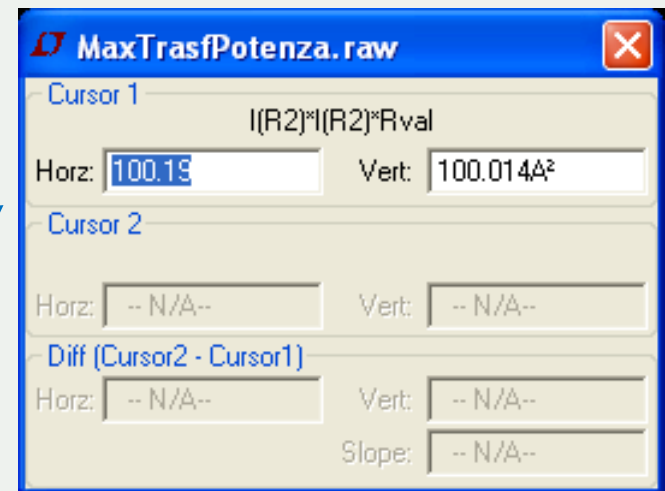 MaxTrasfPotenza.raw
Cursor 1
I(R2)*I(R2)*Rval
Horz: 100.19 Vert: 100.014A²
Cursor 2
Horz: -- N/A-- Vert: -- N/A--
Diff (Cursor2 - Cursor1)
Horz: -- N/A-- Vert: -- N/A--
Slope: -- N/A--